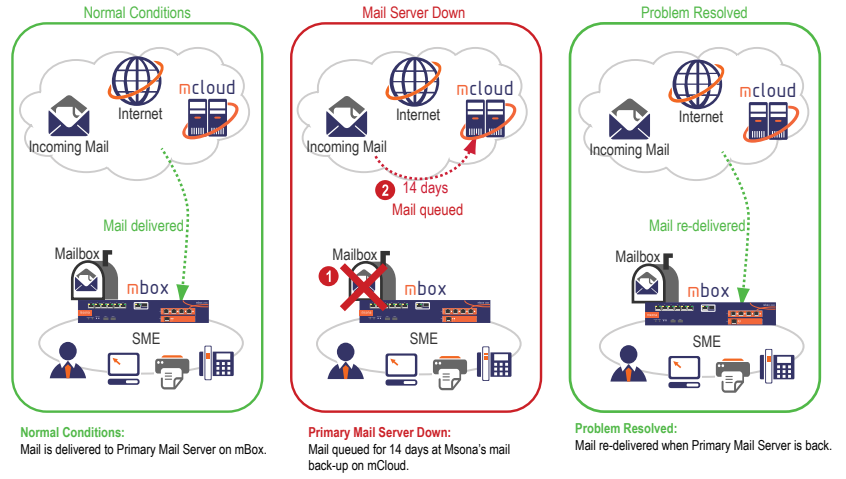 Normal Conditions
mcloud
Internet
Incoming Mail
Mail delivered
Mailbox
mbox
SME
Normal Conditions:
Mail is delivered to Primary Mail Server on mBox.
Mail Server Down
mcloud
Internet
Incoming Mail
2 14 days
Mail queued
Mailbox
1
mbox
SME
Primary Mail Server Down:
Mail queued for 14 days at Msona's mail
back-up on mCloud.
Problem Resolved
mcloud
Internet
Incoming Mail
Mail re-delivered
Mailbox
mbox
SME
Problem Resolved:
Mail re-delivered when Primary Mail Server is back.